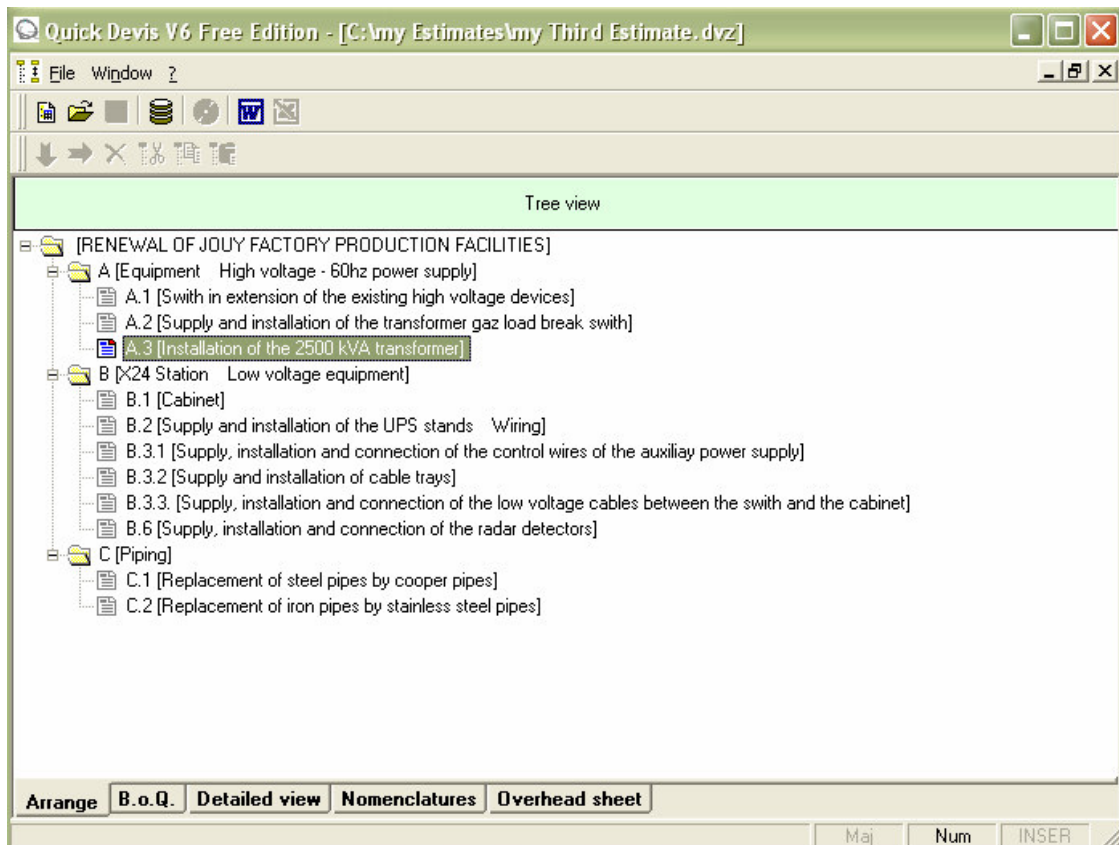 Quick Devis V6 Free Edition - [C:\my Estimates\my Third Estimate.dvz]
File Window ?
Tree view
[RENEWAL OF JOUY FACTORY PRODUCTION FACILITIES]
A [Equipment High voltage - 60hz power supply]
A.1 [Swith in extension of the existing high voltage devices]
A.2 [Supply and installation of the transformer gaz load break swith]
A.3 [Installation of the 2500 kVA transformer]
B [X24 Station Low voltage equipment]
B.1 [Cabinet]
B.2 [Supply and installation of the UPS stands Wiring]
B.3.1 [Supply, installation and connection of the control wires of the auxiliay power supply]
B.3.2 [Supply and installation of cable trays]
B.3.3. [Supply, installation and connection of the low voltage cables between the swith and the cabinet]
B.6 [Supply, installation and connection of the radar detectors]
C [Piping]
C.1 [Replacement of steel pipes by cooper pipes]
C.2 [Replacement of iron pipes by stainless steel pipes]
Arrange B.o.Q. Detailed view Nomenclatures Overhead sheet
Maj Num INSER